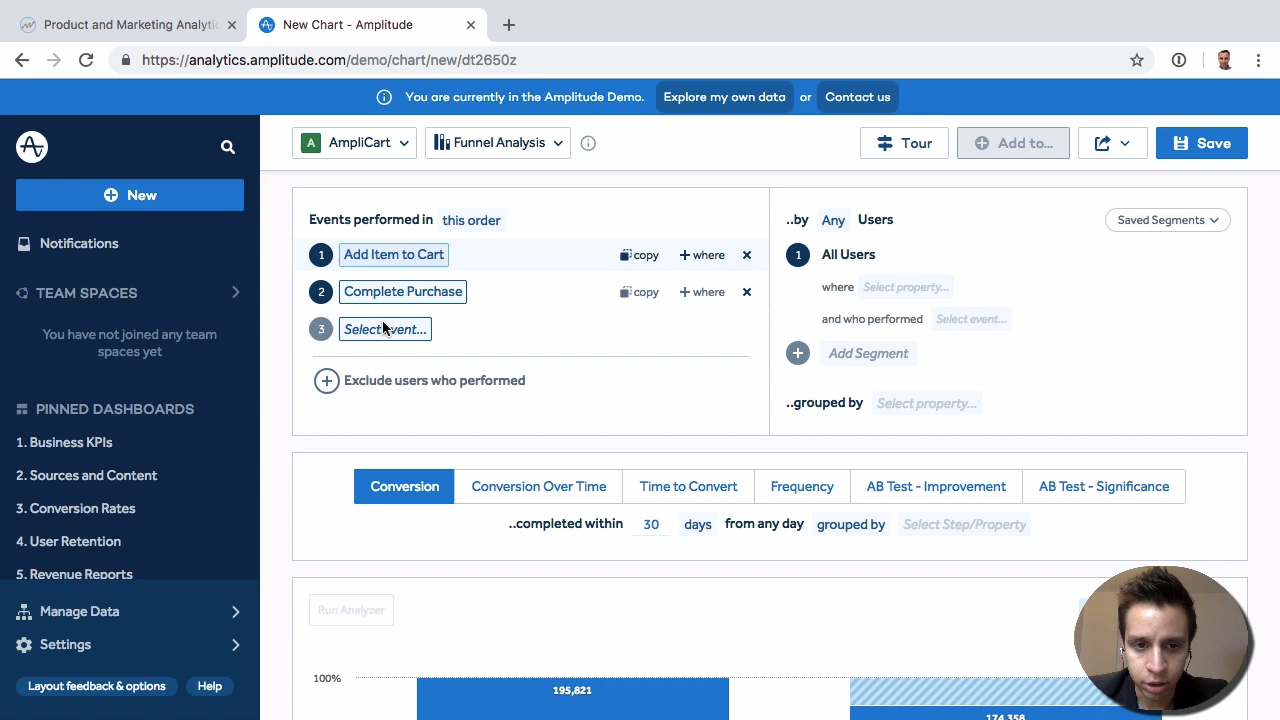 Product and Marketing Analytic
New Chart - Amplitude
https://analytics.amplitude.com/demo/chart/new/dt2650z
You are currently in the Amplitude Demo. Explore my own data or Contact us
New
Notifications
TEAM SPACES
You have not joined any team
spaces yet
PINNED DASHBOARDS
1. Business KPIs
2. Sources and Content
3. Conversion Rates
4. User Retention
5. Revenue Reports
Manage Data
Settings
Layout feedback & options Help
A AmpliCart Funnel Analysis Tour Add to... Save
Events performed in this order
1 Add Item to Cart copy + where
2 Complete Purchase copy + where
3 Select event...
Exclude users who performed
..by Any Users Saved Segments
1 All Users
where Select property...
and who performed Select event...
Add Segment
..grouped by Select property...
Conversion Conversion Over Time Time to Convert Frequency AB Test - Improvement AB Test - Significance
..completed within 30 days from any day grouped by Select Step/Property
Run Analyzer
100%
195,821
174,358